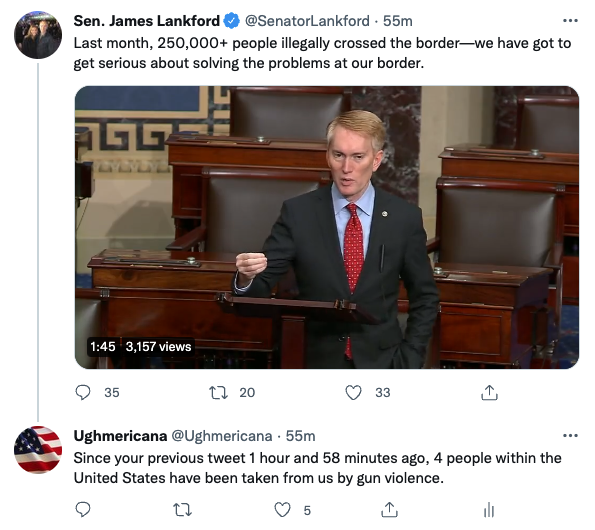 Sen. James Lankford @SenatorLankford · 55m
Last month, 250,000+ people illegally crossed the border—we have got to
get serious about solving the problems at our border.
1:45 3,157 views
35 20 33
Ughmericana @Ughmericana · 55m
Since your previous tweet 1 hour and 58 minutes ago, 4 people within the
United States have been taken from us by gun violence.
5